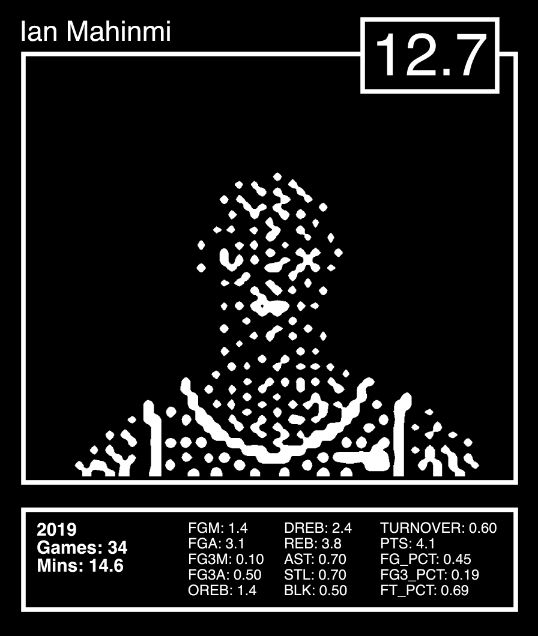 Ian Mahinmi
12.7
2019
Games: 34
Mins: 14.6
FGM: 1.4
FGA: 3.1
FG3M: 0.10
FG3A: 0.50
OREB: 1.4
DREB: 2.4
REB: 3.8
AST: 0.70
STL: 0.70
BLK: 0.50
TURNOVER: 0.60
PTS: 4.1
FG_PCT: 0.45
FG3_PCT: 0.19
FT_PCT: 0.69